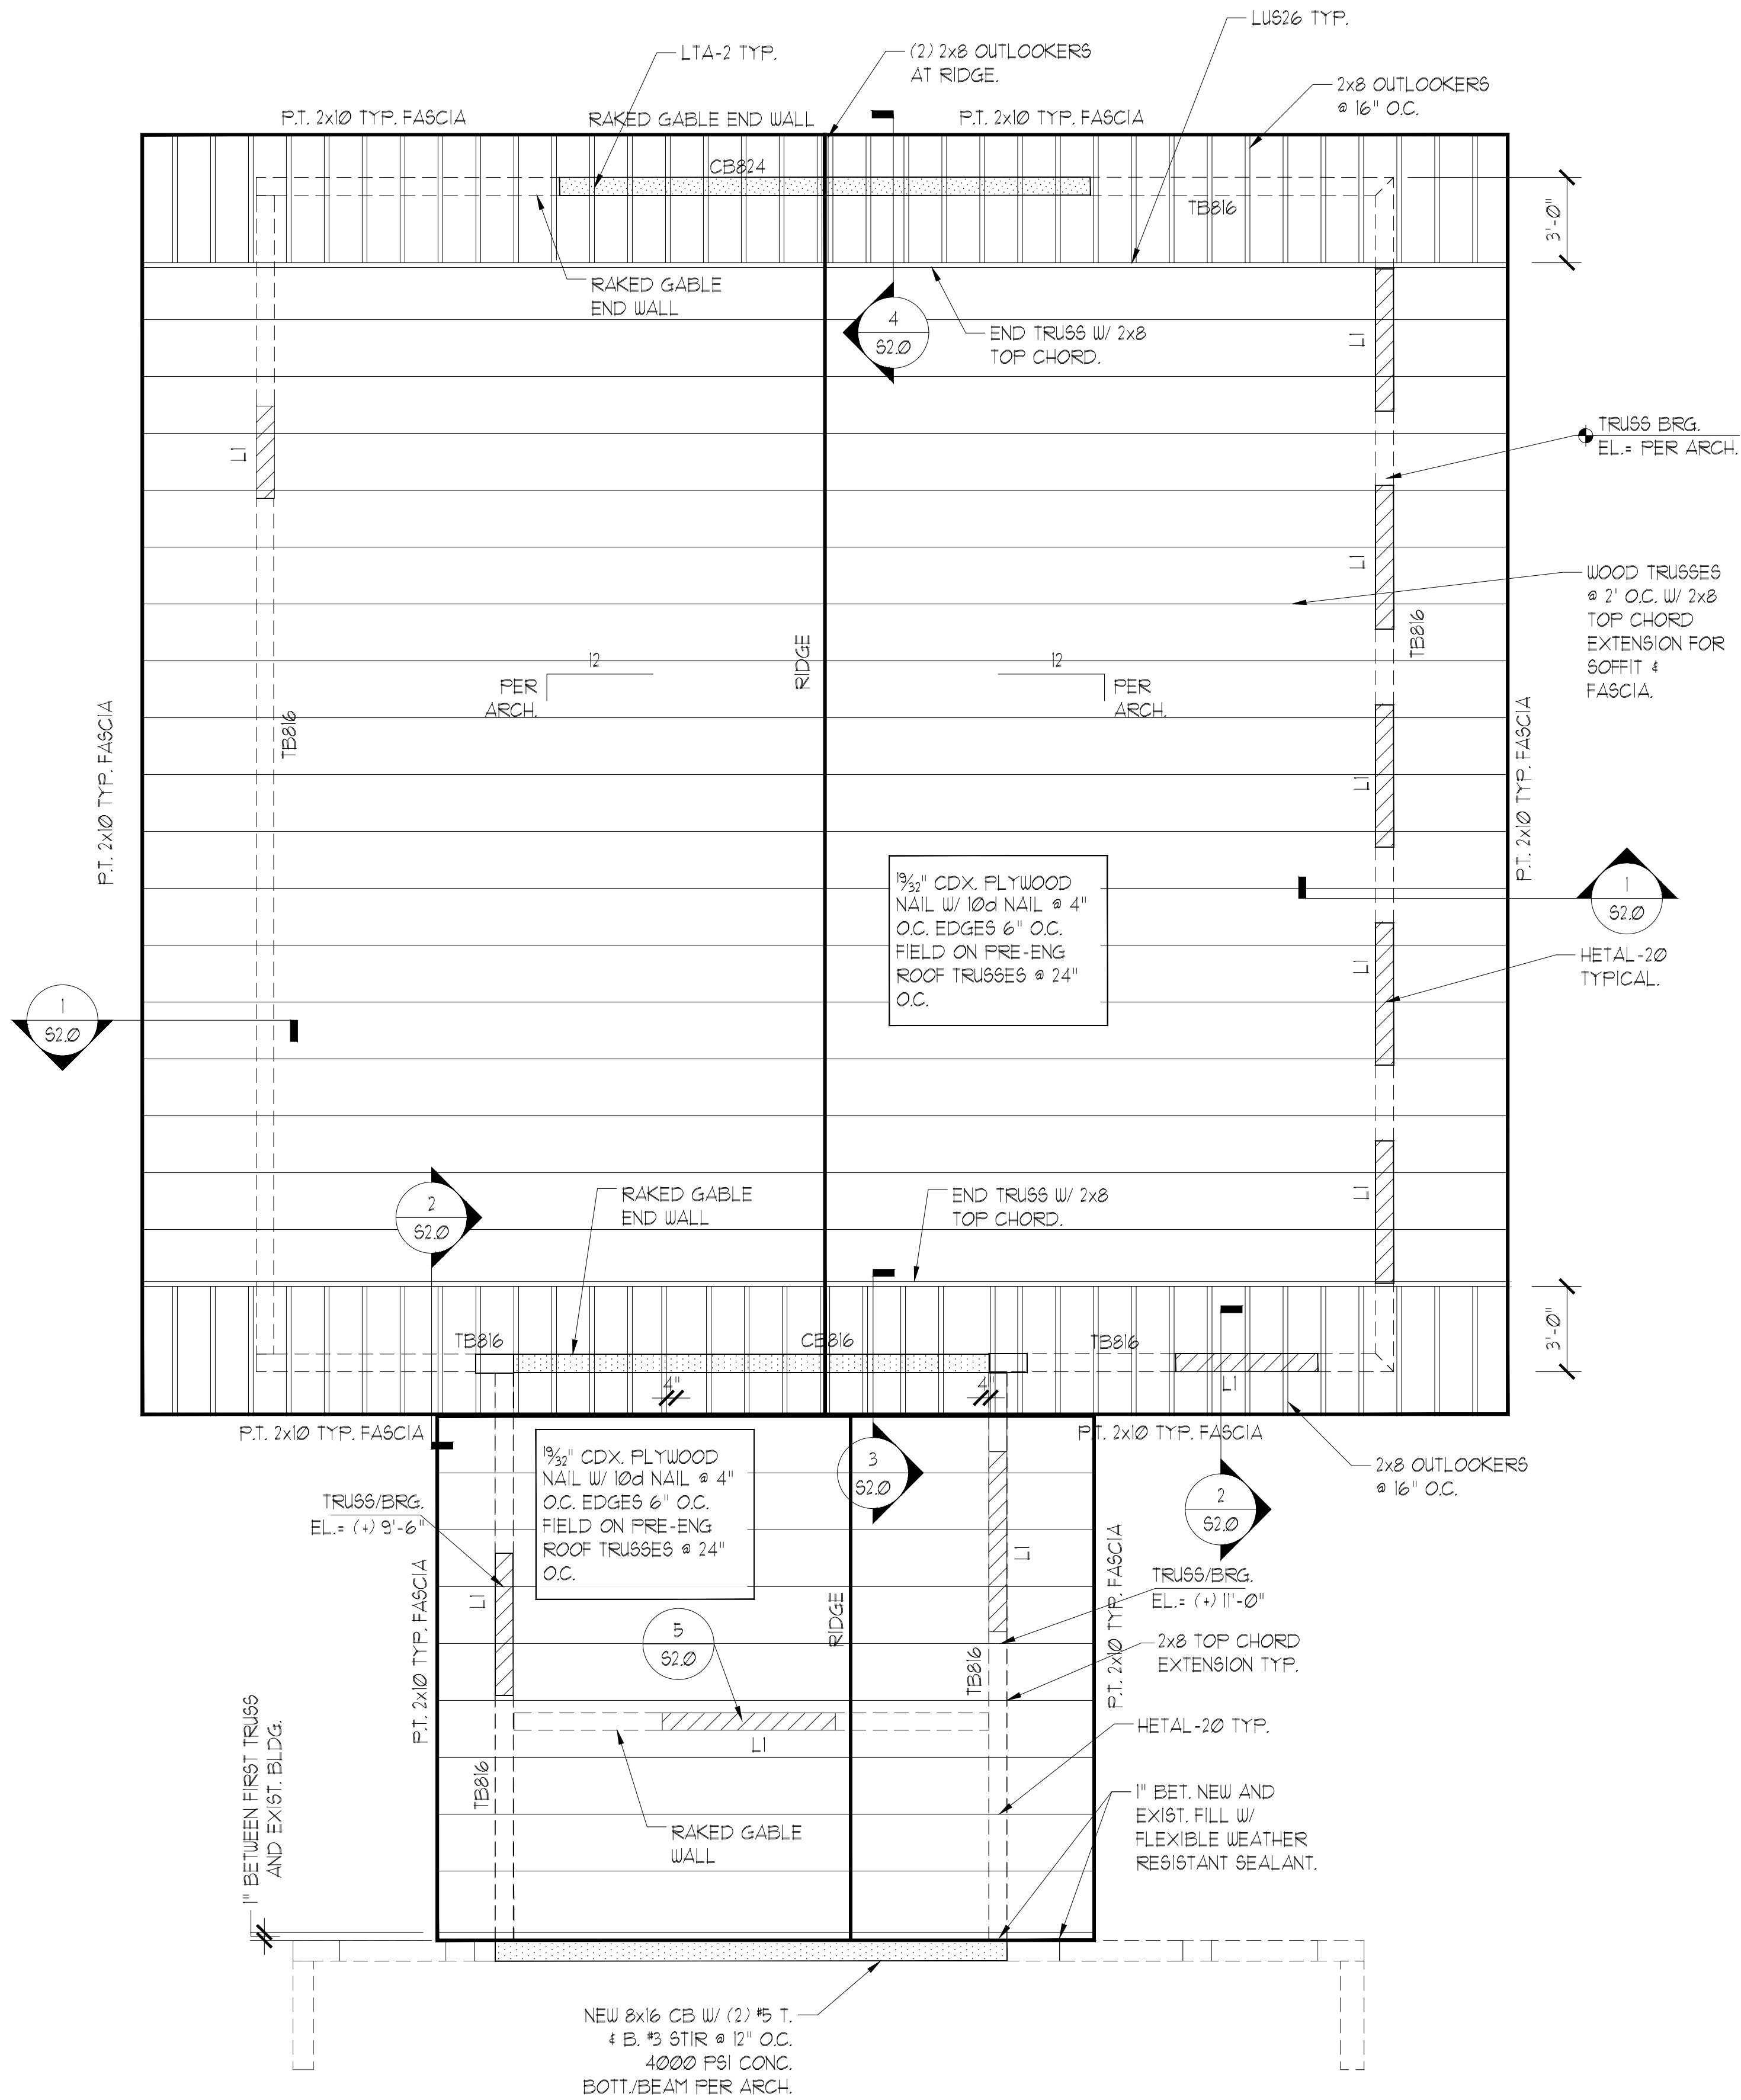 LUS26 TYP.
LTA-2 TYP.
(2) 2x8 OUTLOOKERS
AT RIDGE.
2x8 OUTLOOKERS
@ 16" O.C.
P.T. 2x10 TYP. FASCIA
RAKED GABLE END WALL
P.T. 2x10 TYP. FASCIA
CB824
TB816
3'-0"
RAKED GABLE
END WALL
4
S2.0
END TRUSS W/ 2x8
TOP CHORD.
L1
L1
TRUSS BRG.
EL.= PER ARCH.
L1
WOOD TRUSSES
@ 2' O.C. W/ 2x8
TOP CHORD
EXTENSION FOR
SOFFIT &
FASCIA.
TB816
RIDGE
12
PER
ARCH.
12
PER
ARCH.
TB816
P.T. 2x10 TYP. FASCIA
P.T. 2x10 TYP. FASCIA
L1
19/32" CDX. PLYWOOD
NAIL W/ 10d NAIL @ 4"
O.C. EDGES 6" O.C.
FIELD ON PRE-ENG
ROOF TRUSSES @ 24"
O.C.
1
S2.0
L1
HETAL-20
TYPICAL.
1
S2.0
2
S2.0
RAKED GABLE
END WALL
END TRUSS W/ 2x8
TOP CHORD.
L1
TB816
CB816
TB816
3'-0"
4"
4"
L1
P.T. 2x10 TYP. FASCIA
P.T. 2x10 TYP. FASCIA
19/32" CDX. PLYWOOD
NAIL W/ 10d NAIL @ 4"
O.C. EDGES 6" O.C.
FIELD ON PRE-ENG
ROOF TRUSSES @ 24"
O.C.
3
S2.0
2x8 OUTLOOKERS
@ 16" O.C.
2
S2.0
TRUSS/BRG.
EL.= (+) 9'-6"
L1
L1
P.T. 2x10 TYP. FASCIA
P.T. 2x10 TYP. FASCIA
TRUSS/BRG.
EL.= (+) 11'-0"
RIDGE
5
S2.0
2x8 TOP CHORD
EXTENSION TYP.
TB816
L1
HETAL-20 TYP.
TB816
1" BETWEEN FIRST TRUSS
AND EXIST. BLDG.
RAKED GABLE
WALL
1" BET. NEW AND
EXIST. FILL W/
FLEXIBLE WEATHER
RESISTANT SEALANT.
NEW 8x16 CB W/ (2) #5 T.
& B. #3 STIR @ 12" O.C.
4000 PSI CONC.
BOTT./BEAM PER ARCH.